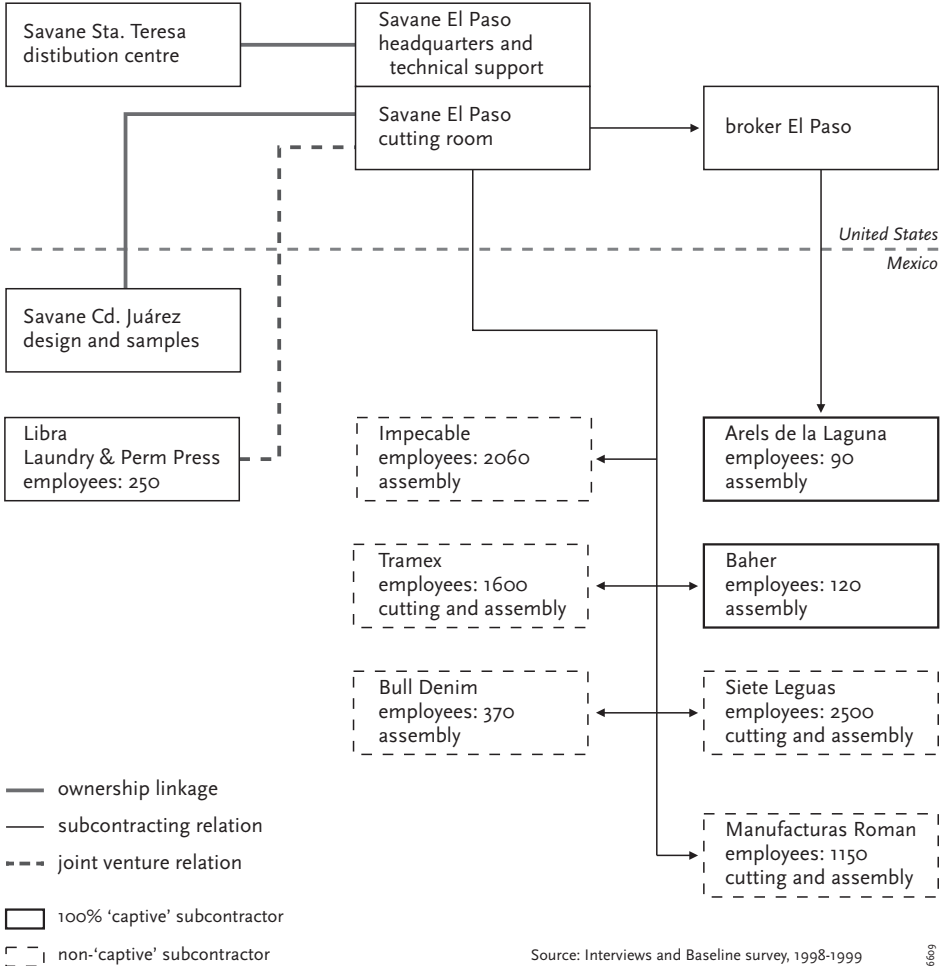 Savane Sta. Teresa
distibution centre
Savane El Paso
headquarters and
technical support
Savane El Paso
cutting room
broker El Paso
United States
Mexico
Savane Cd. Juárez
design and samples
Libra
Laundry & Perm Press
employees: 250
Impecable
employees: 2060
assembly
Arels de la Laguna
employees: 90
assembly
Tramex
employees: 1600
cutting and assembly
Baher
employees: 120
assembly
Bull Denim
employees: 370
assembly
Siete Leguas
employees: 2500
cutting and assembly
Manufacturas Roman
employees: 1150
cutting and assembly
ownership linkage
subcontracting relation
joint venture relation
100% ‘captive’ subcontractor
non-‘captive’ subcontractor
Source: Interviews and Baseline survey, 1998-1999
6609